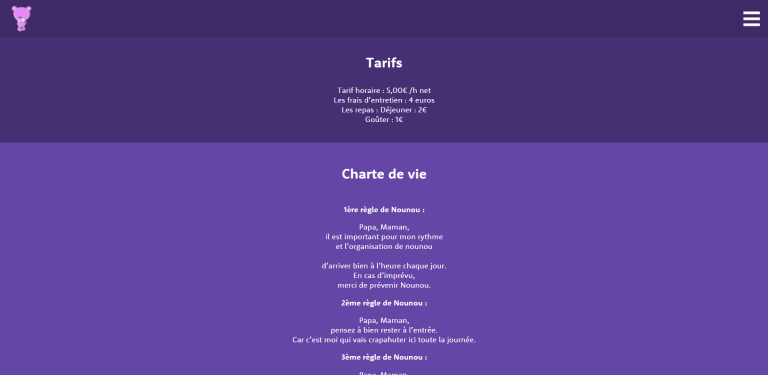 Tarifs
Tarif horaire : 5,00€ /h net
Les frais d'entretien : 4 euros
Les repas : Déjeuner : 2€
Goûter : 1€
Charte de vie
1ère règle de Nounou :
Papa, Maman,
il est important pour mon rythme
et l'organisation de nounou
d'arriver bien à l'heure chaque jour.
En cas d'imprévu,
merci de prévenir Nounou.
2ème règle de Nounou :
Papa, Maman,
pensez à bien rester à l'entrée.
Car c'est moi qui vais crapahuter ici toute la journée.
3ème règle de Nounou :
Papa, Maman,